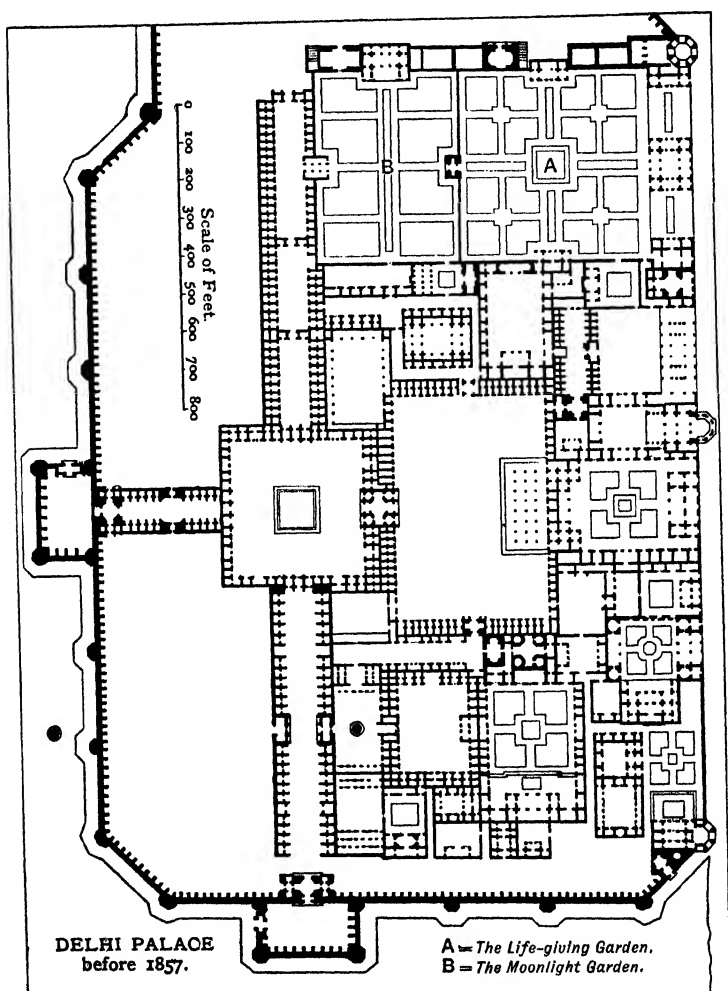 A
B
0
100
200
300
400
500
600
700
800
Scale of Feet
DELHI PALACE
before 1857.
A = The Life-giving Garden.
B = The Moonlight Garden.